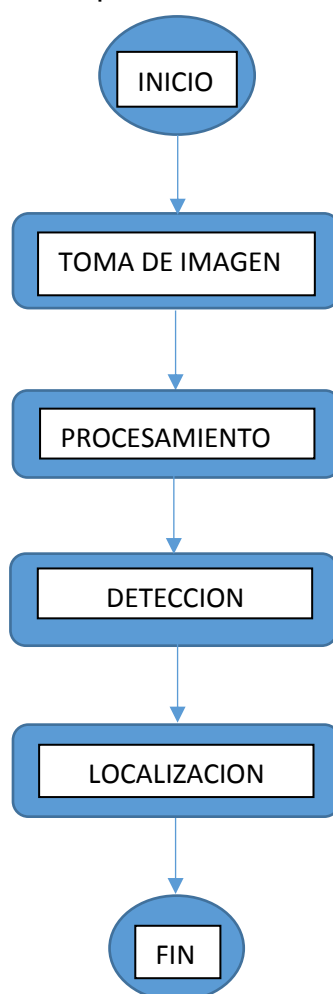 INICIO
TOMA DE IMAGEN
PROCESAMIENTO
DETECCION
LOCALIZACION
FIN